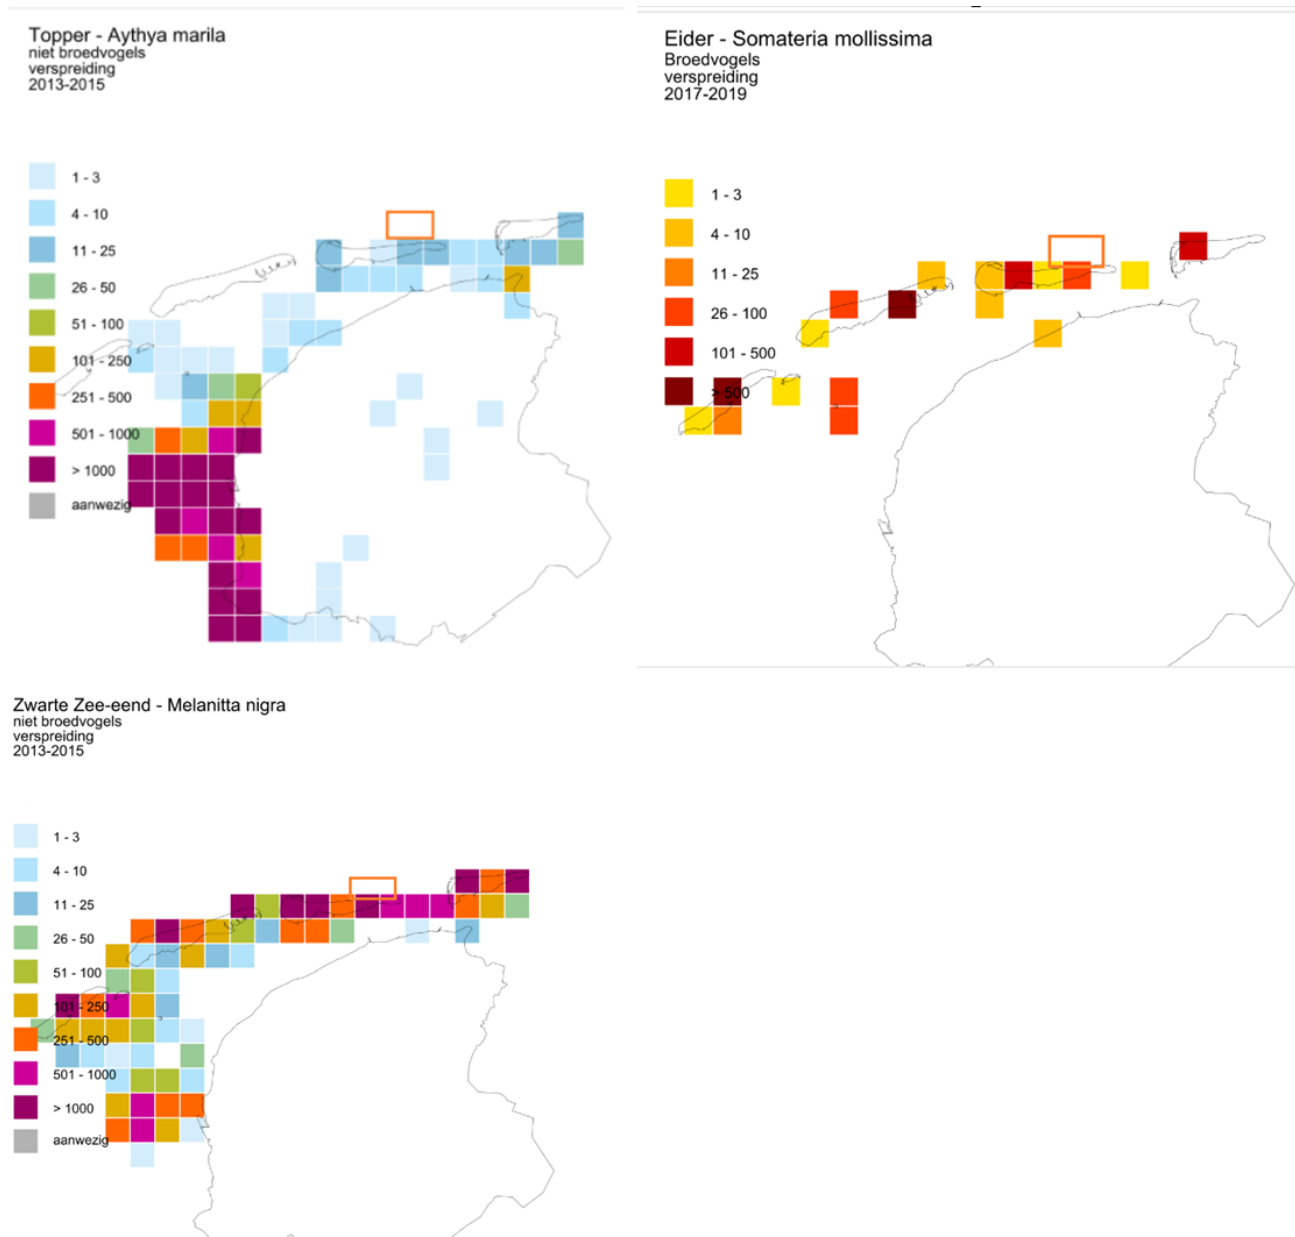 Topper - Aythya marila
niet broedvogels
verspreiding
2013-2015
1 - 3
4 - 10
11 - 25
26 - 50
51 - 100
101 - 250
251 - 500
501 - 1000
> 1000
aanwezig
Eider - Somateria mollissima
Broedvogels
verspreiding
2017-2019
1 - 3
4 - 10
11 - 25
26 - 100
101 - 500
> 500
Zwarte Zee-eend - Melanitta nigra
niet broedvogels
verspreiding
2013-2015
1 - 3
4 - 10
11 - 25
26 - 50
51 - 100
101 - 250
251 - 500
501 - 1000
> 1000
aanwezig